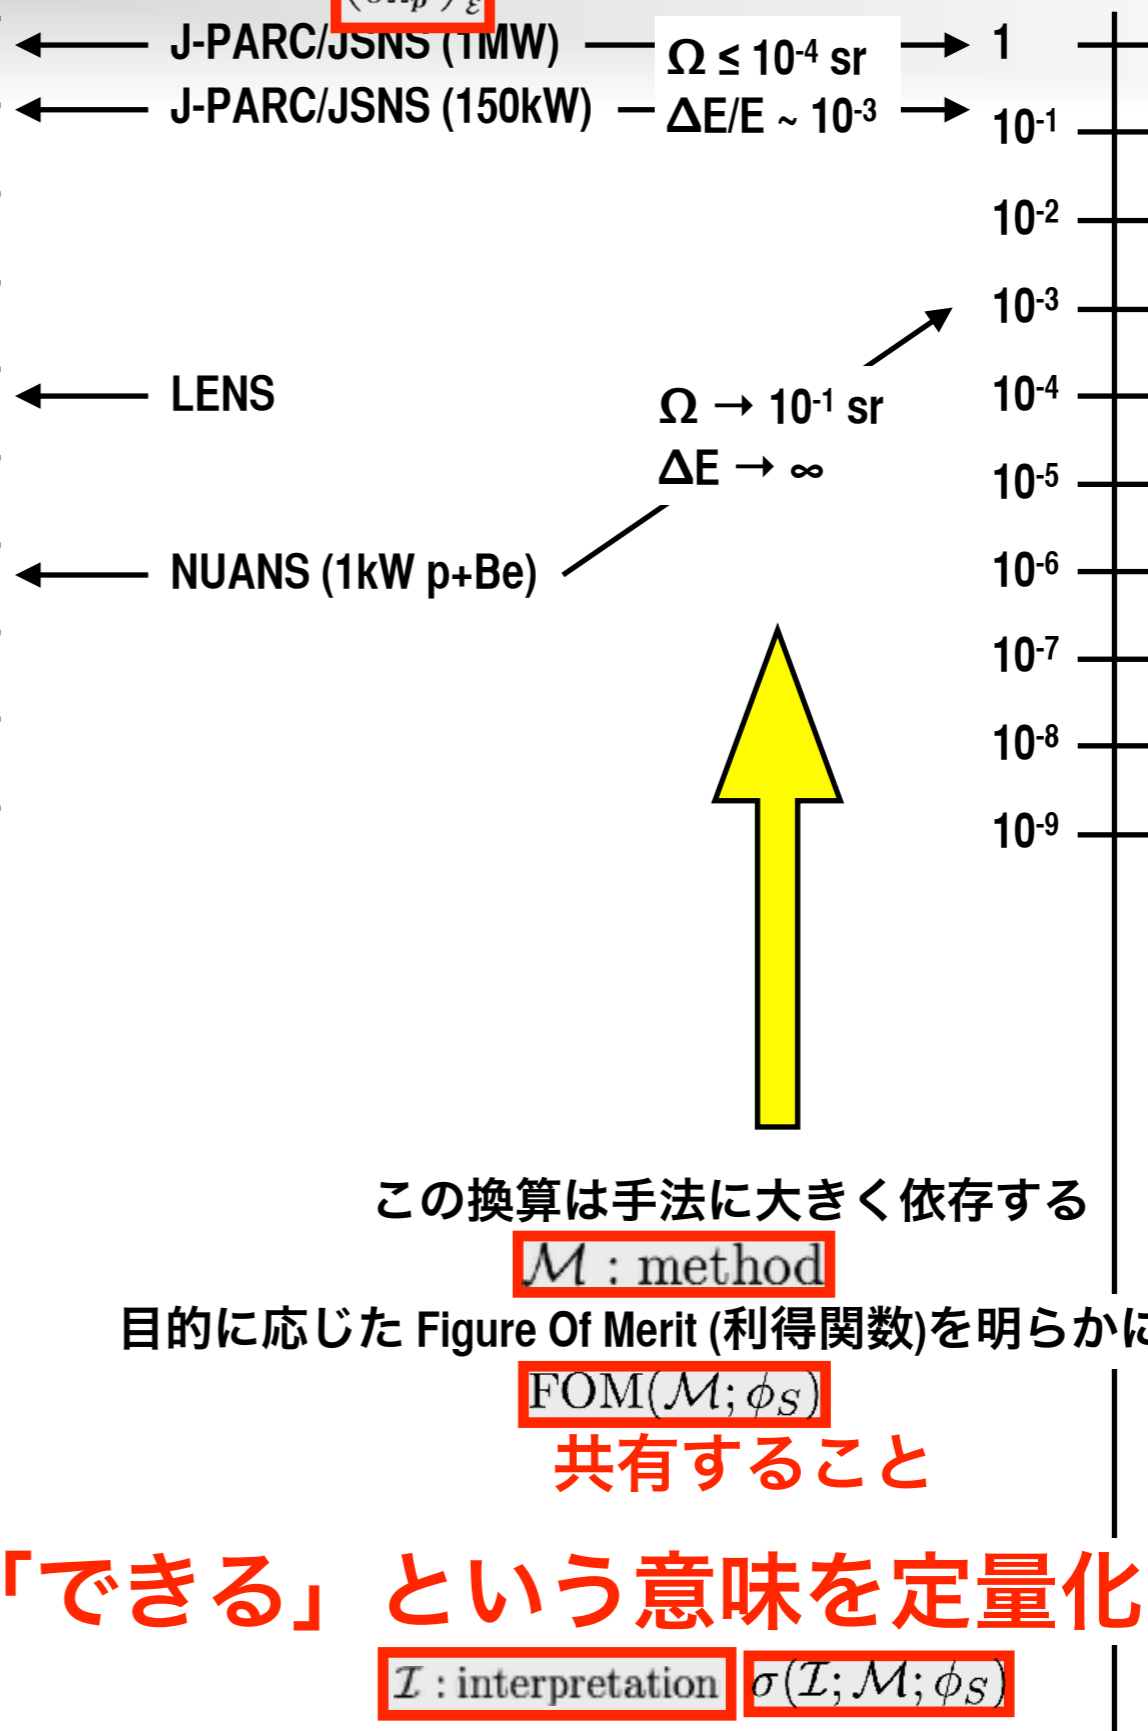 J-PARC/JSNS (1MW)
Ω ≤ 10⁻⁴ sr
1
J-PARC/JSNS (150kW)
ΔE/E ~ 10⁻³
10⁻¹
10⁻²
10⁻³
LENS
Ω → 10⁻¹ sr
10⁻⁴
ΔE → ∞
10⁻⁵
NUANS (1kW p+Be)
10⁻⁶
10⁻⁷
10⁻⁸
10⁻⁹
この換算は手法に大きく依存する
ℳ : method
目的に応じた Figure Of Merit (利得関数)を明らかに
FOM(ℳ; ϕ_S)
共有すること
「できる」という意味を定量化
ℐ : interpretation σ(ℐ; ℳ; ϕ_S)